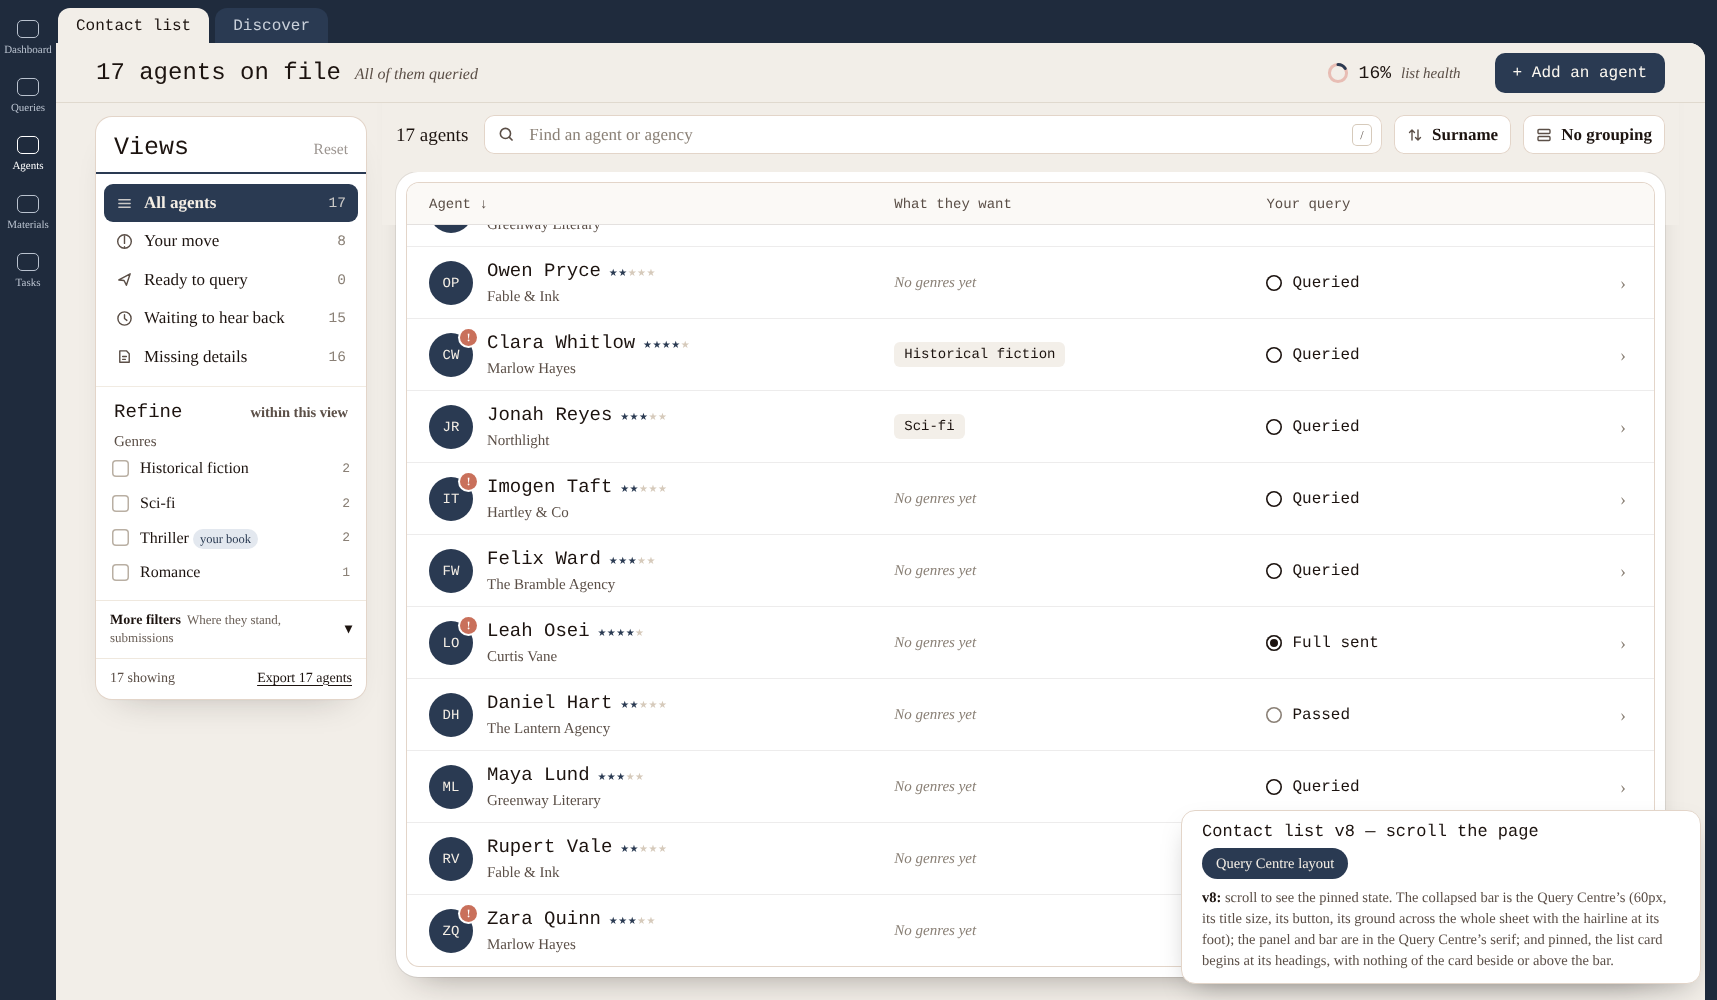 Contact list
Discover
Dashboard
Queries
Agents
Materials
Tasks
17 agents on file All of them queried
16% list health
+ Add an agent
Views
Reset
All agents 17
Your move 8
Ready to query 0
Waiting to hear back 15
Missing details 16
Refine within this view
Genres
Historical fiction 2
Sci-fi 2
Thriller your book 2
Romance 1
More filters Where they stand,
submissions
▼
17 showing Export 17 agents
17 agents
Find an agent or agency /
Surname
No grouping
Agent ↓ What they want Your query
Greenway Literary
OP Owen Pryce ★★★★★ No genres yet Queried ›
Fable & Ink
CW ! Clara Whitlow ★★★★★ Historical fiction Queried ›
Marlow Hayes
JR Jonah Reyes ★★★★★ Sci-fi Queried ›
Northlight
IT ! Imogen Taft ★★★★★ No genres yet Queried ›
Hartley & Co
FW Felix Ward ★★★★★ No genres yet Queried ›
The Bramble Agency
LO ! Leah Osei ★★★★★ No genres yet Full sent ›
Curtis Vane
DH Daniel Hart ★★★★★ No genres yet Passed ›
The Lantern Agency
ML Maya Lund ★★★★★ No genres yet Queried ›
Greenway Literary
RV Rupert Vale ★★★★★ No genres yet
Fable & Ink
ZQ ! Zara Quinn ★★★★★ No genres yet
Marlow Hayes
Contact list v8 — scroll the page
Query Centre layout
v8: scroll to see the pinned state. The collapsed bar is the Query Centre’s (60px,
its title size, its button, its ground across the whole sheet with the hairline at its
foot); the panel and bar are in the Query Centre’s serif; and pinned, the list card
begins at its headings, with nothing of the card beside or above the bar.